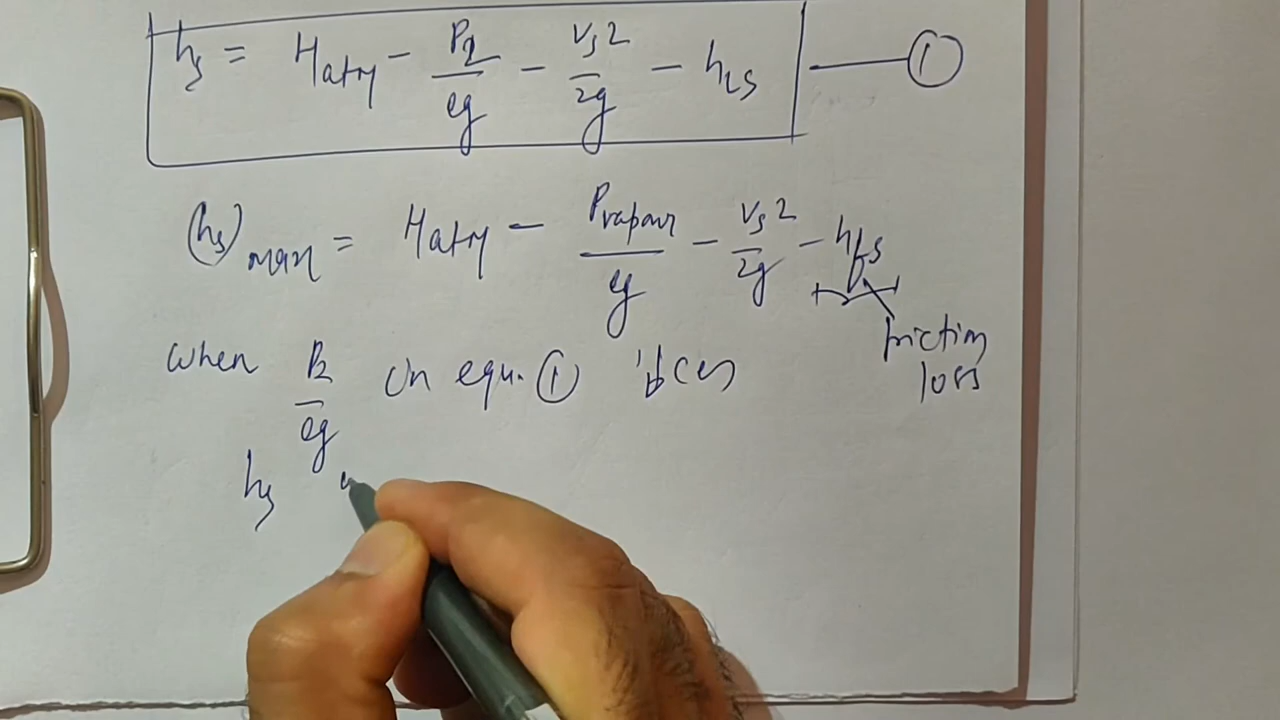 hs = Hatm - P2/ρg - Vs2/2g - hLS —— ①
(hs)max = Hatm - Pvapour/ρg - Vs2/2g - hfs
friction
loss
when P2/ρg in equ. ① ↓ces
hs